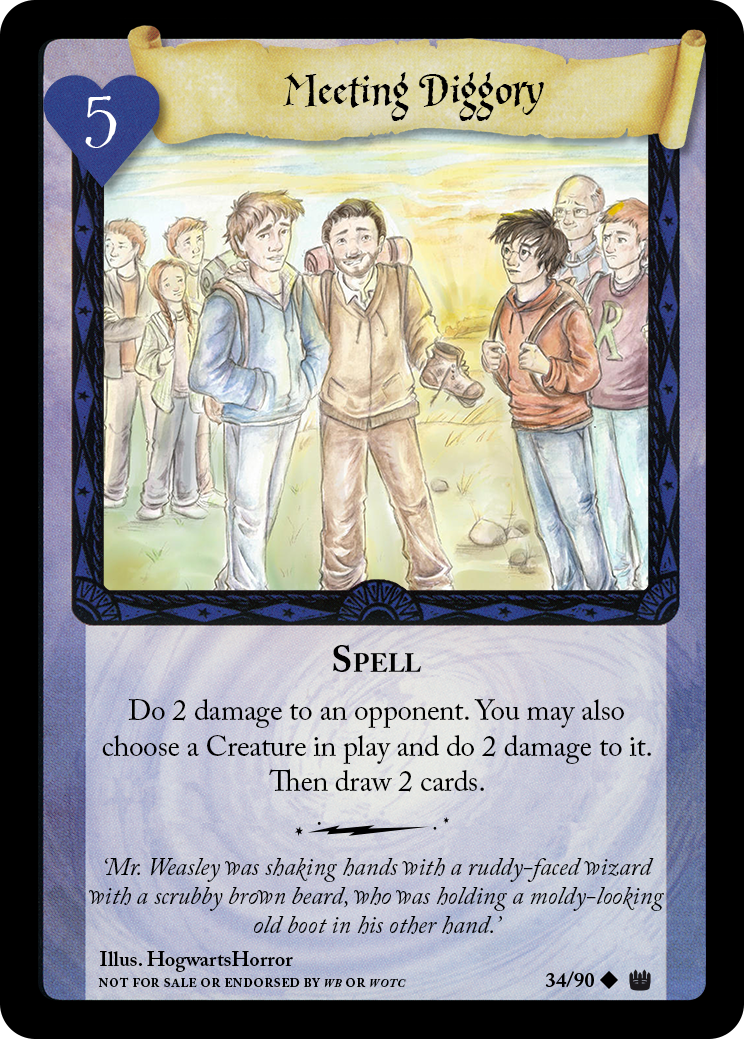 Meeting Diggory
5
R
Spell
Do 2 damage to an opponent. You may also
choose a Creature in play and do 2 damage to it.
Then draw 2 cards.
‘Mr. Weasley was shaking hands with a ruddy-faced wizard
with a scrubby brown beard, who was holding a moldy-looking
old boot in his other hand.’
Illus. HogwartsHorror
NOT FOR SALE OR ENDORSED BY WB OR WOTC
34/90